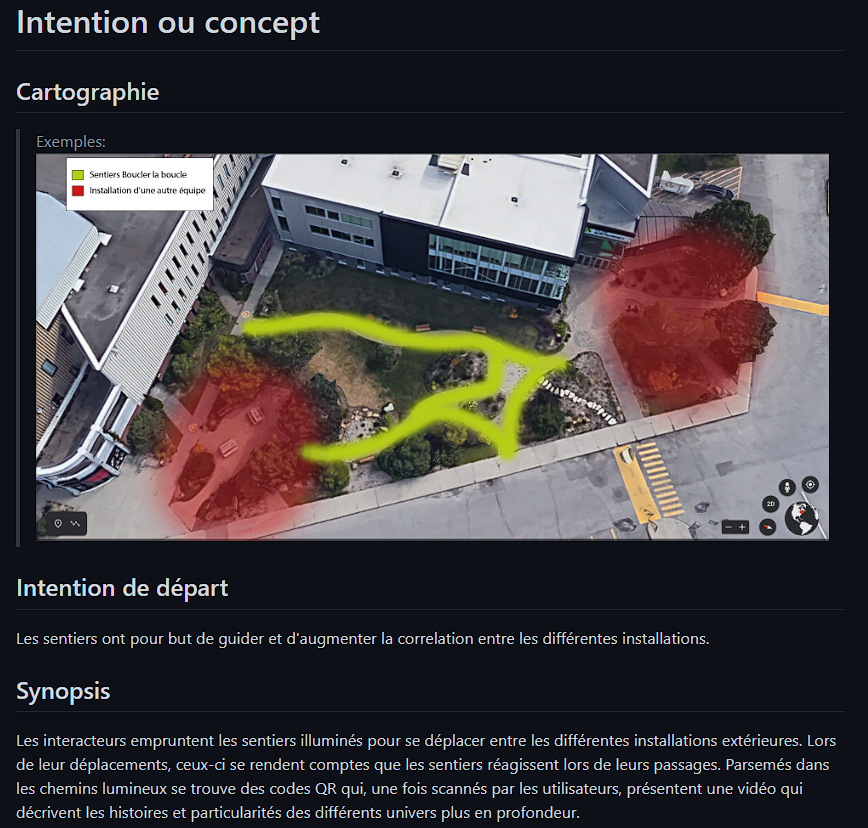 Intention ou concept
Cartographie
Exemples:
Sentiers Boucler la boucle
Installation d'une autre équipe
2D
Intention de départ
Les sentiers ont pour but de guider et d'augmenter la correlation entre les différentes installations.
Synopsis
Les interacteurs empruntent les sentiers illuminés pour se déplacer entre les différentes installations extérieures. Lors
de leur déplacements, ceux-ci se rendent comptes que les sentiers réagissent lors de leurs passages. Parsemés dans
les chemins lumineux se trouve des codes QR qui, une fois scannés par les utilisateurs, présentent une vidéo qui
décrivent les histoires et particularités des différents univers plus en profondeur.